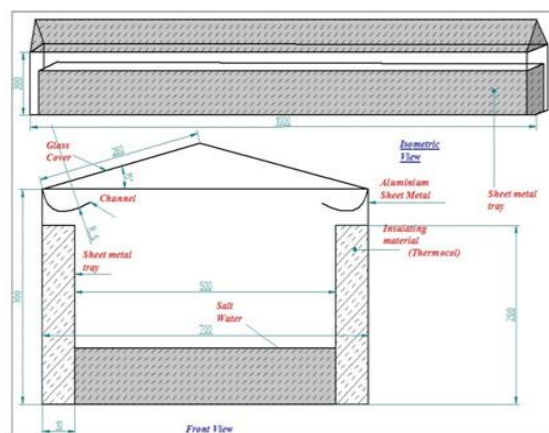 1000
Isometric
View
Sheet metal
tray
Glass
Cover
Channel
Aluminium
Sheet Metal
Sheet metal
tray
Insulating
material
(Thermocol)
500
Salt
Water
700
200
Front View